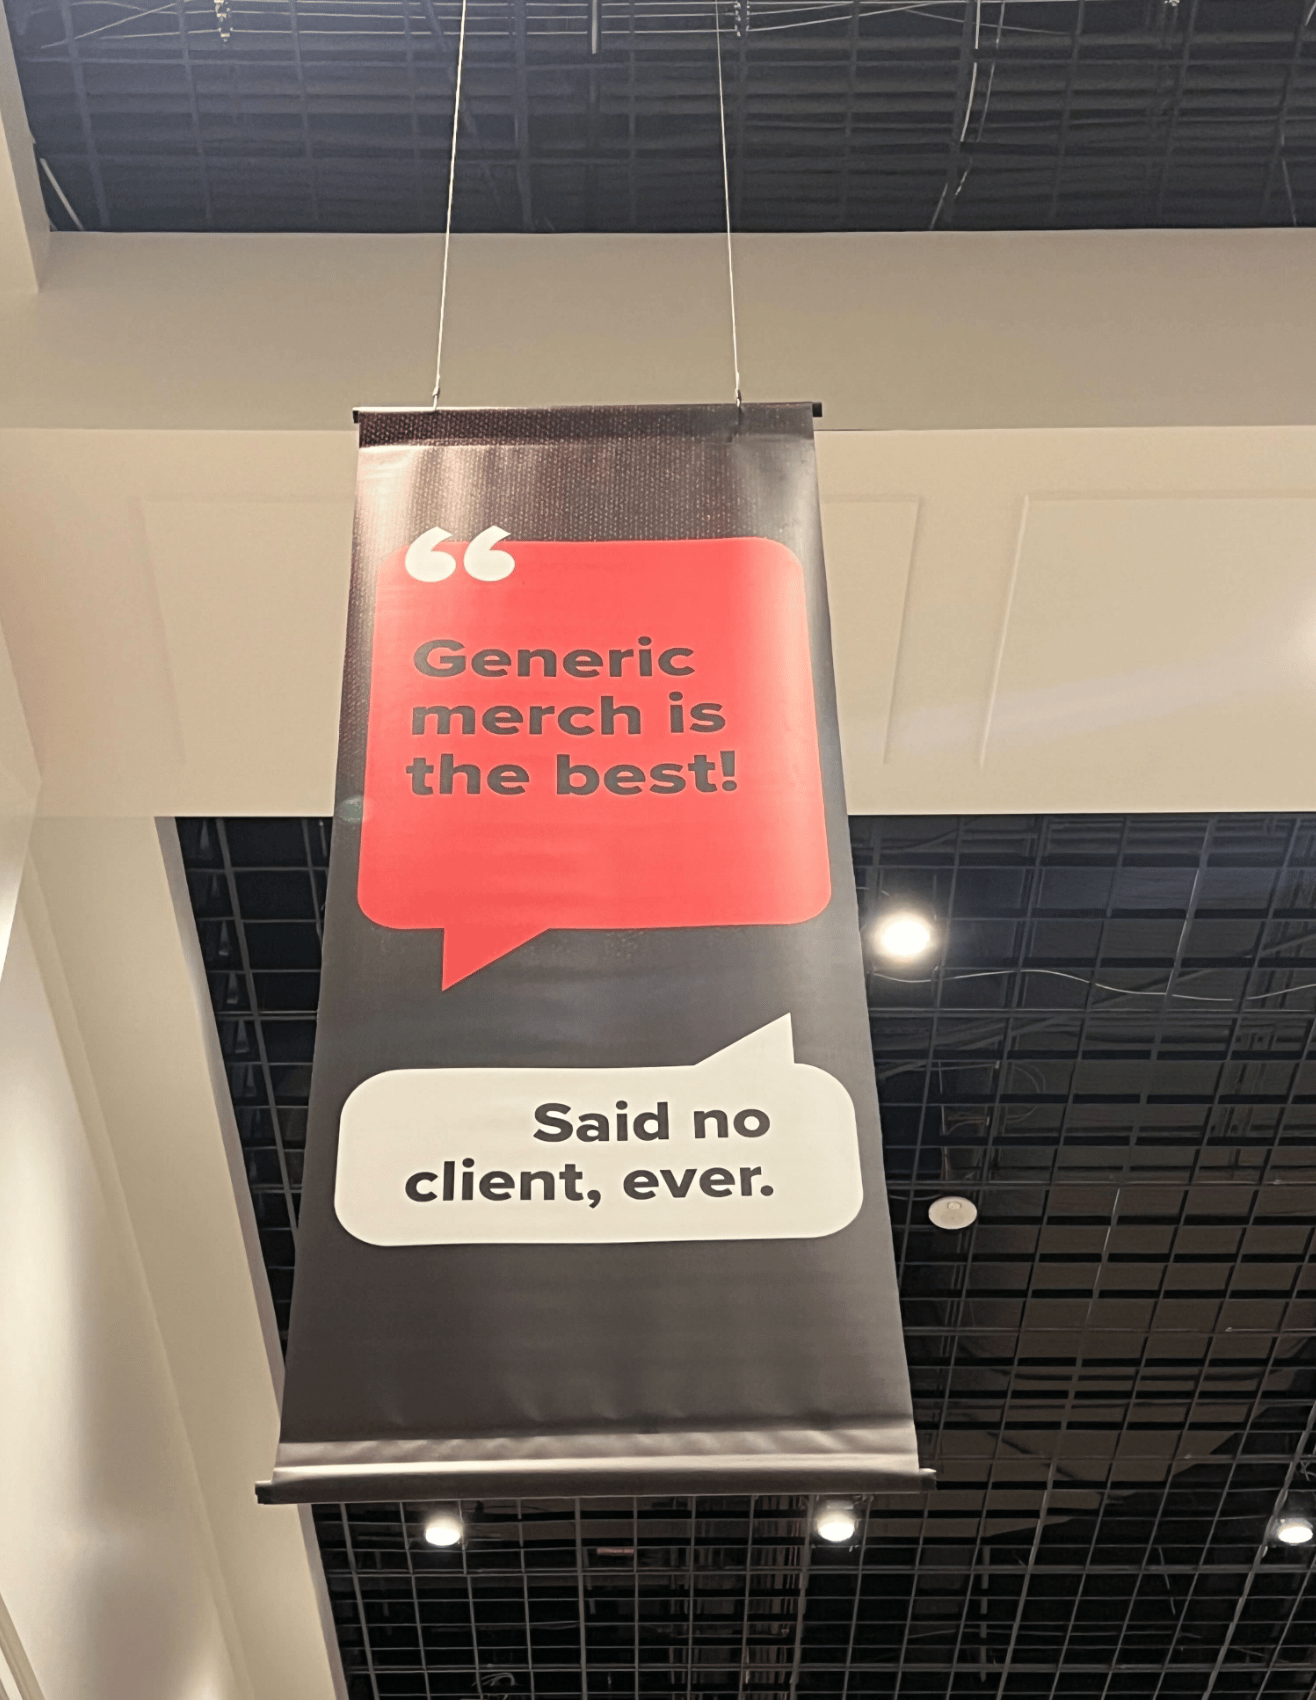 “
Generic
merch is
the best!
Said no
client, ever.